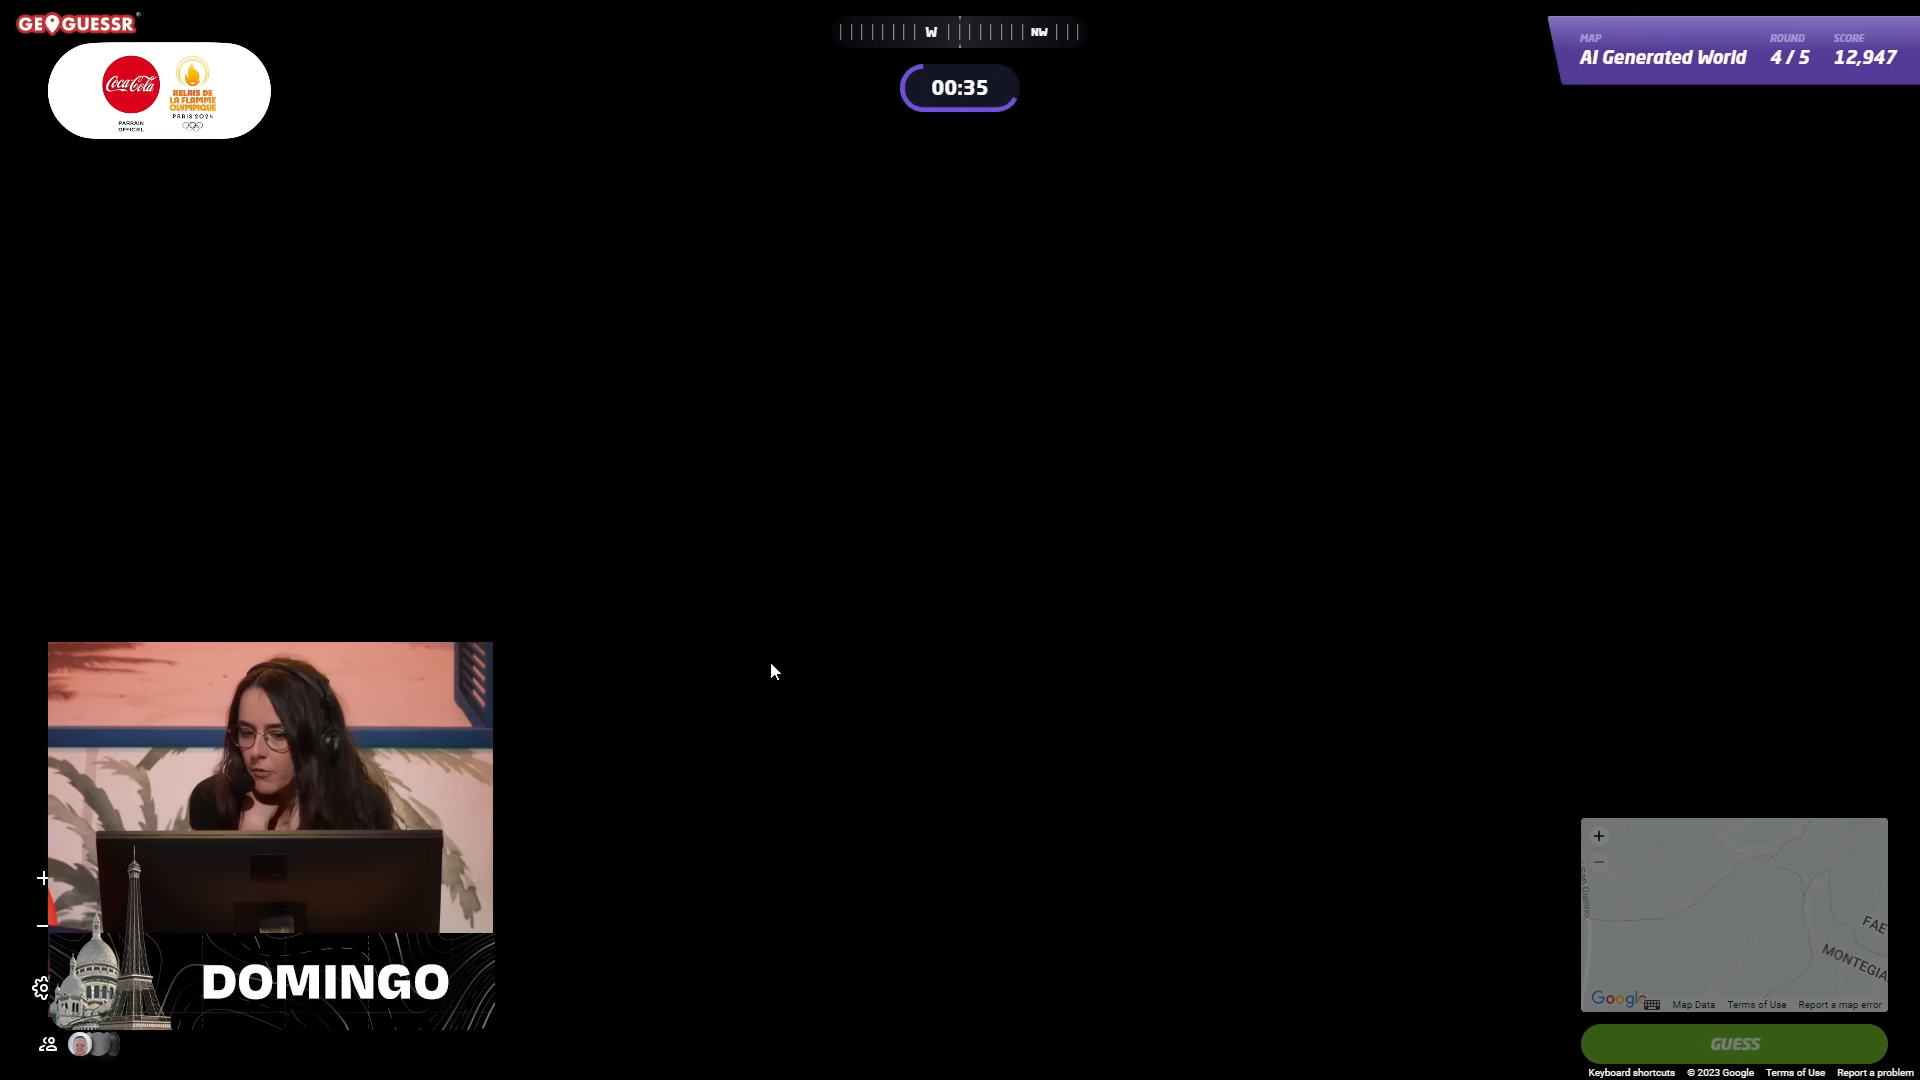 GEOGUESSR
W
NW
MAP
ROUND
SCORE
AI Generated World
4 / 5
12,947
00:35
Coca-Cola
PARRAIN
OFFICIEL
RELAIS DE
LA FLAMME
OLYMPIQUE
PARIS 2024
DOMINGO
San Giusto
FAE
MONTEGIA
Google
Map Data
Terms of Use
Report a map error
GUESS
Keyboard shortcuts
© 2023 Google
Terms of Use
Report a problem